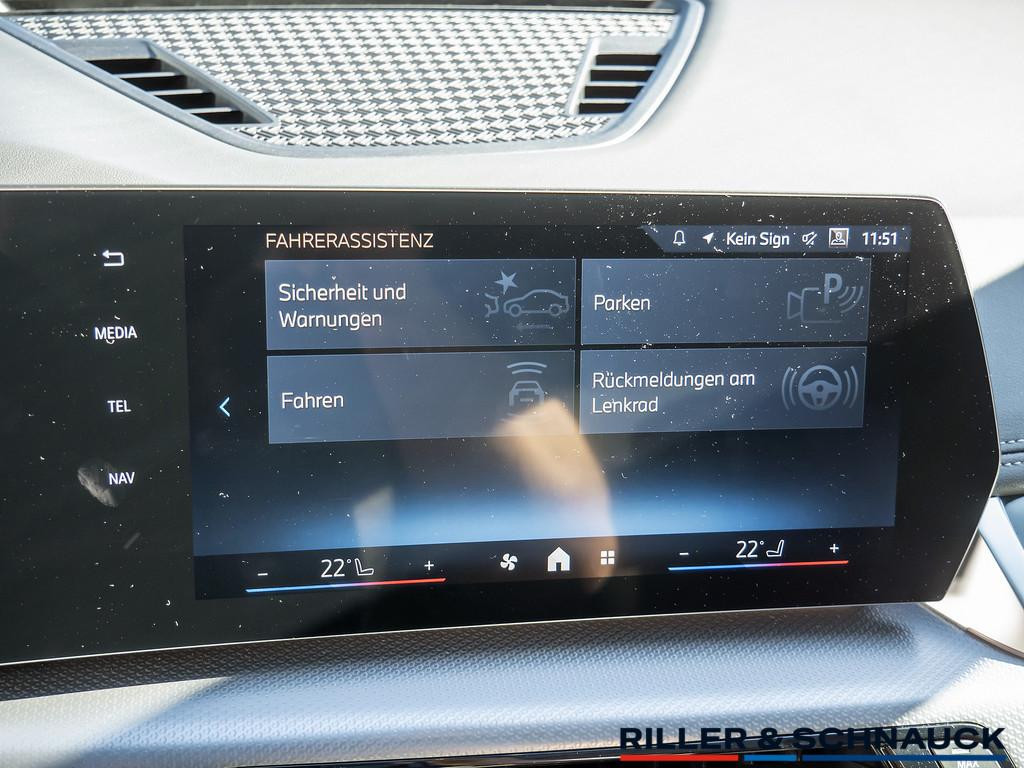 FAHRERASSISTENZ
Kein Sign 11:51
Sicherheit und
Warnungen
Parken
P
Fahren
Rückmeldungen am
Lenkrad
MEDIA
TEL
NAV
- 22° +
- 22° +
RILLER & SCHNAUCK
MAX